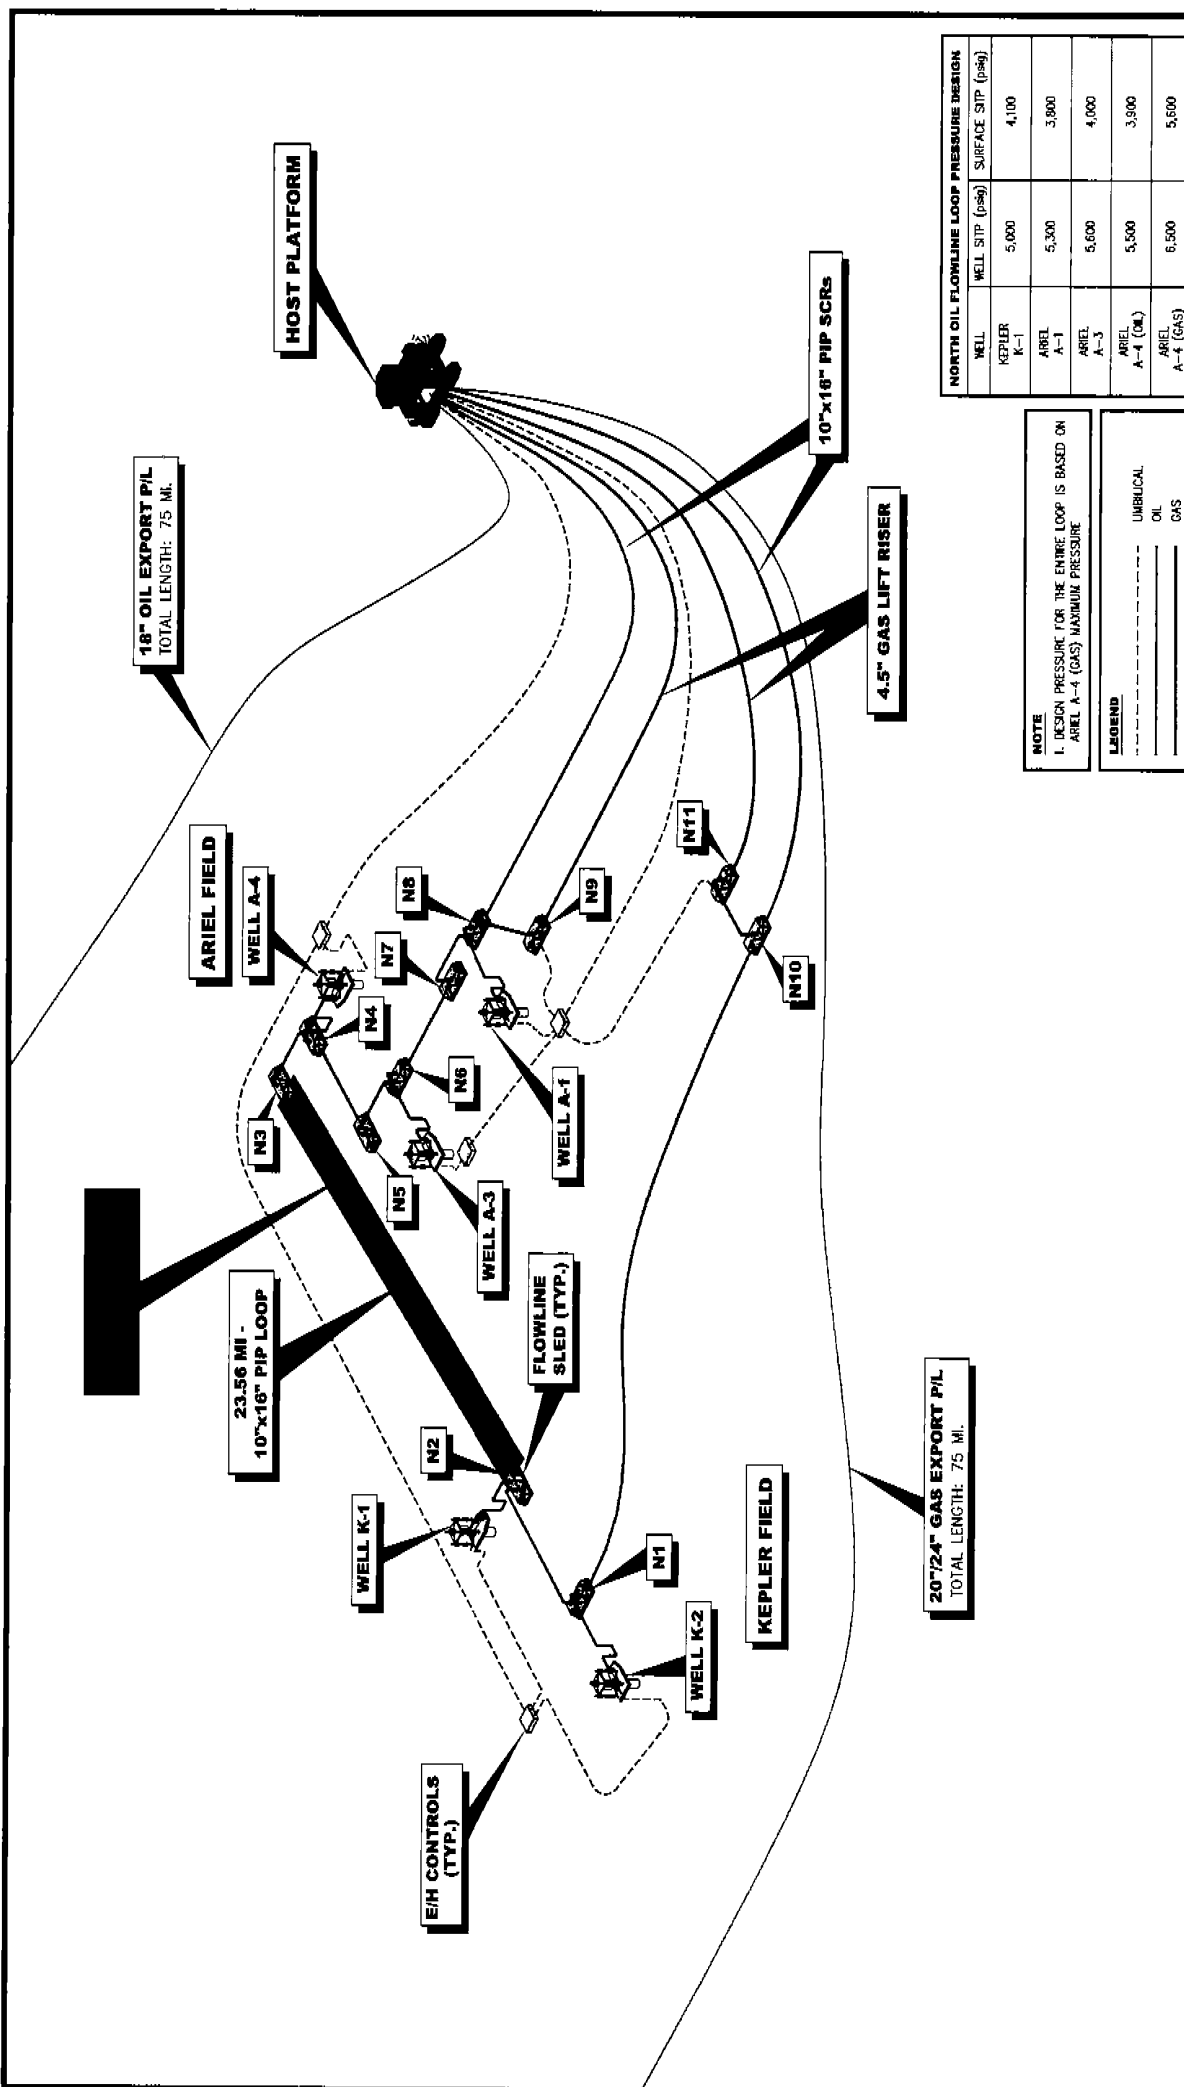 HOST PLATFORM
18" OIL EXPORT P/L
TOTAL LENGTH: 75 MI.
10"x16" PIP SCRs
4.5" GAS LIFT RISER
ARIEL FIELD
WELL A-4
N8
N9
N11
N7
N4
N10
N3
N6
N5
WELL A-1
WELL A-3
23.56 MI -
10"x16" PIP LOOP
FLOWLINE
SLED (TYP.)
N2
WELL K-1
N1
KEPLER FIELD
WELL K-2
20"/24" GAS EXPORT P/L
TOTAL LENGTH: 75 MI.
E/H CONTROLS
(TYP.)
NORTH OIL FLOWLINE LOOP PRESSURE DESIGN
WELL WELL SITP (psig) SURFACE SITP (psig)
KEPLER
K-1 5,000 4,100
ARIEL
A-1 5,300 3,800
ARIEL
A-3 5,600 4,000
ARIEL
A-4 (OIL) 5,500 3,900
ARIEL
A-4 (GAS) 6,500 5,600
NOTE
1. DESIGN PRESSURE FOR THE ENTIRE LOOP IS BASED ON
ARIEL A-4 (GAS) MAXIMUM PRESSURE
LEGEND
UMBILICAL
OIL
GAS